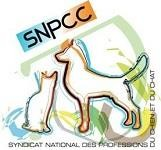 SNPCC
SYNDICAT NATIONAL DES PROFESSIONS
DU CHIEN ET DU CHAT